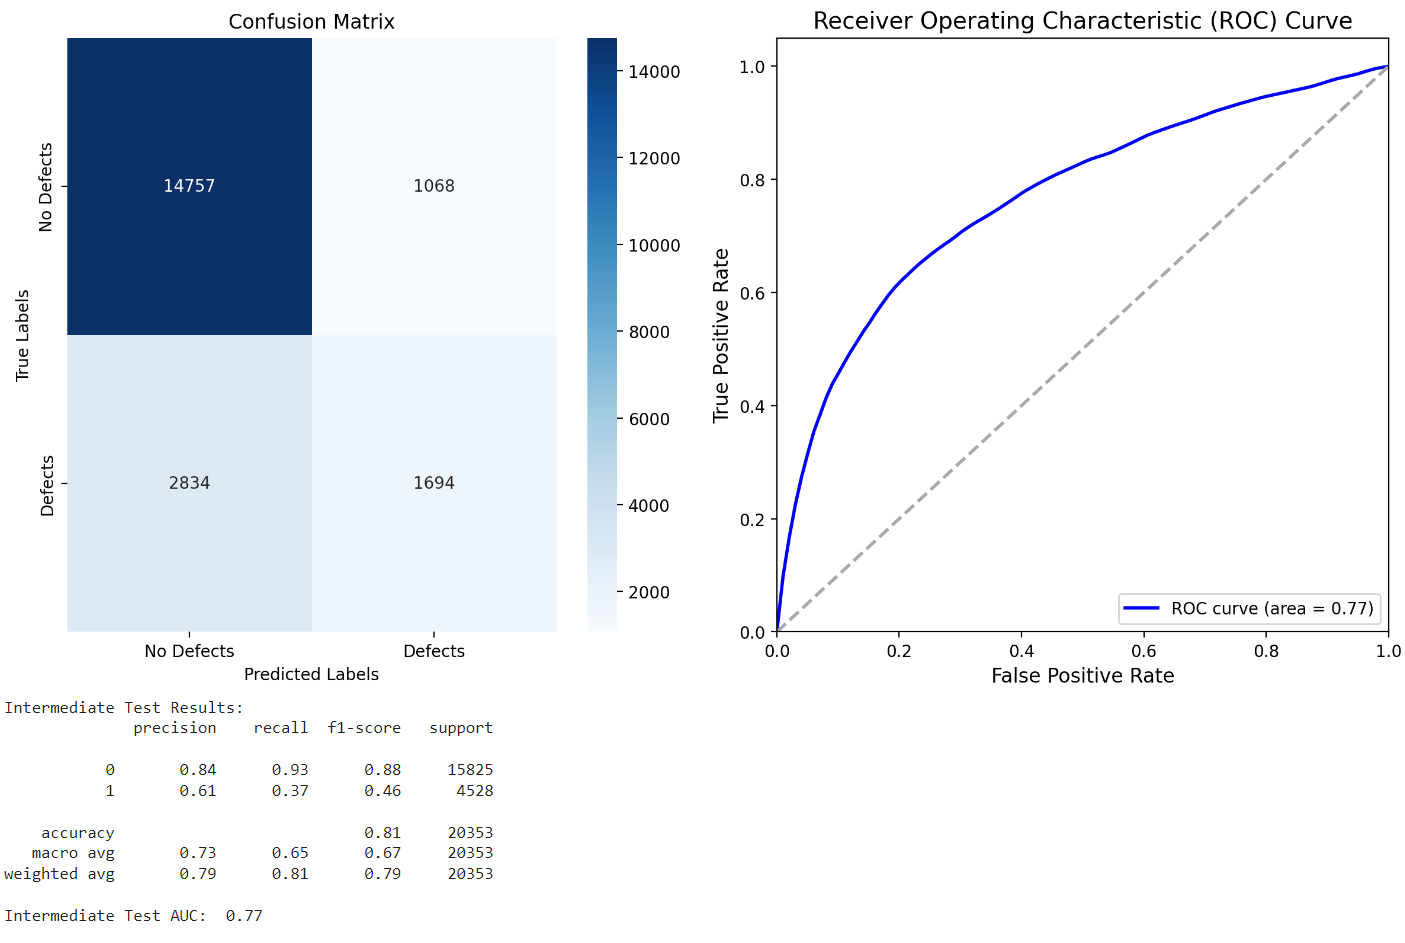 Confusion Matrix
14757 1068
2834 1694
No Defects
Defects
True Labels
No Defects Defects
Predicted Labels
14000
12000
10000
8000
6000
4000
2000
Receiver Operating Characteristic (ROC) Curve
1.0
0.8
0.6
0.4
0.2
0.0
True Positive Rate
ROC curve (area = 0.77)
0.0 0.2 0.4 0.6 0.8 1.0
False Positive Rate
Intermediate Test Results:
precision recall f1-score support
0 0.84 0.93 0.88 15825
1 0.61 0.37 0.46 4528
accuracy 0.81 20353
macro avg 0.73 0.65 0.67 20353
weighted avg 0.79 0.81 0.79 20353
Intermediate Test AUC: 0.77